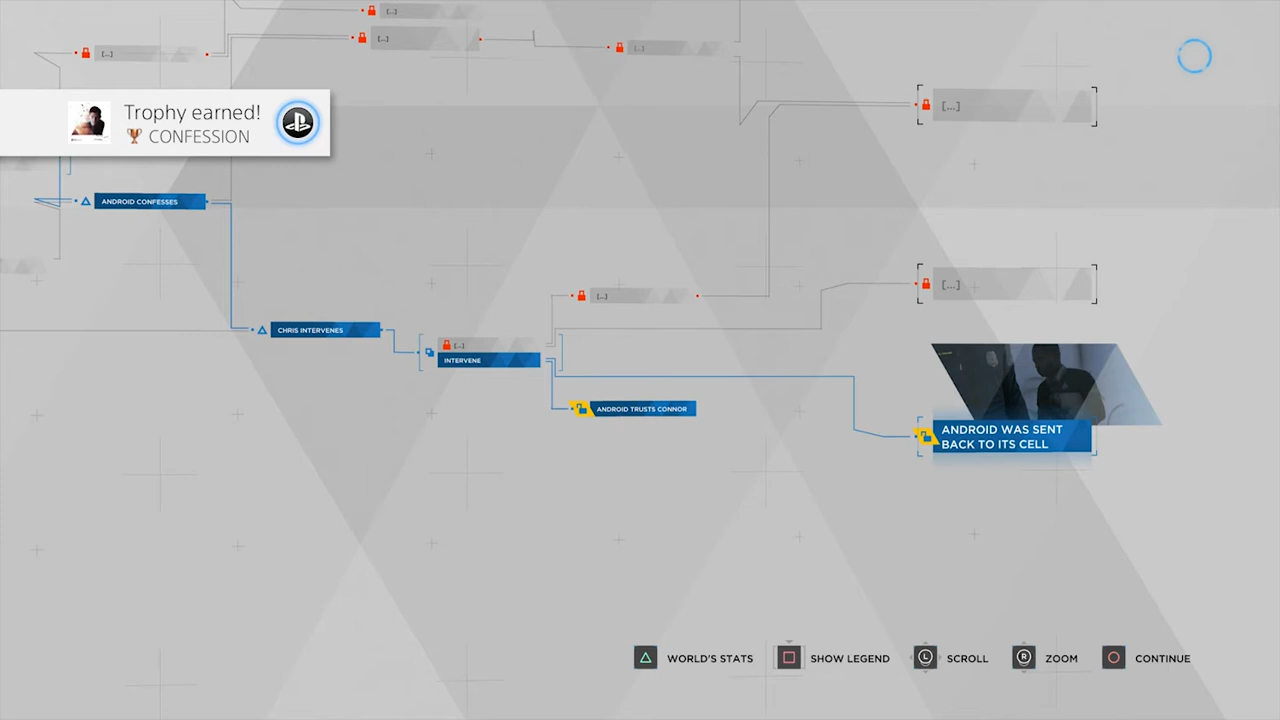 [...]
[...]
[...]
[...]
[...]
Trophy earned!
CONFESSION
ANDROID CONFESSES
[...]
[...]
CHRIS INTERVENES
[...]
INTERVENE
ANDROID TRUSTS CONNOR
ANDROID WAS SENT
BACK TO ITS CELL
WORLD'S STATS
SHOW LEGEND
L
SCROLL
R
ZOOM
CONTINUE